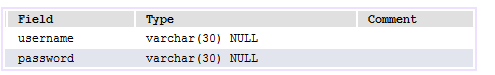 Field Type Comment
username varchar(30) NULL
password varchar(30) NULL